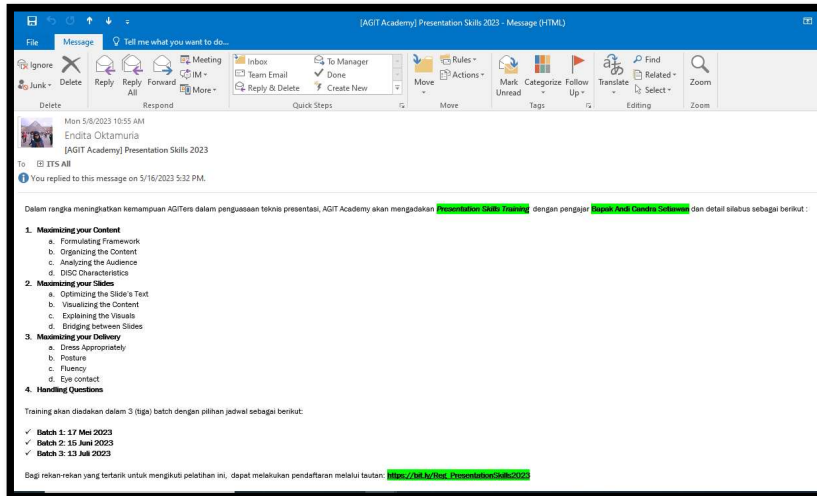 [AGIT Academy] Presentation Skills 2023 - Message (HTML)
File Message Tell me what you want to do...
Ignore
Junk
Delete
Reply
Reply All
Forward
Meeting
IM
More
Inbox
Team Email
Reply & Delete
To Manager
Done
Create New
Move
Rules
Actions
Mark Unread
Categorize
Follow Up
Translate
Find
Related
Select
Zoom
Delete Respond Quick Steps Move Tags Editing Zoom
Mon 5/8/2023 10:55 AM
Endita Oktamuria
[AGIT Academy] Presentation Skills 2023
To ITS All
You replied to this message on 5/16/2023 5:32 PM.
Dalam rangka meningkatkan kemampuan AGITers dalam penguasaan teknis presentasi, AGIT Academy akan mengadakan Presentation Skills Training dengan pengajar Bapak Andi Candra Setiawan dan detail silabus sebagai berikut :
1. Maximizing your Content
a. Formulating Framework
b. Organizing the Content
c. Analyzing the Audience
d. DISC Characteristics
2. Maximizing your Slides
a. Optimizing the Slide's Text
b. Visualizing the Content
c. Explaining the Visuals
d. Bridging between Slides
3. Maximizing your Delivery
a. Dress Appropriately
b. Posture
c. Fluency
d. Eye contact
4. Handling Questions
Training akan diadakan dalam 3 (tiga) batch dengan pilihan jadwal sebagai berikut:
✓ Batch 1: 17 Mei 2023
✓ Batch 2: 15 Juni 2023
✓ Batch 3: 13 Juli 2023
Bagi rekan-rekan yang tertarik untuk mengikuti pelatihan ini, dapat melakukan pendaftaran melalui tautan: https://bit.ly/Reg_PresentationSkills2023